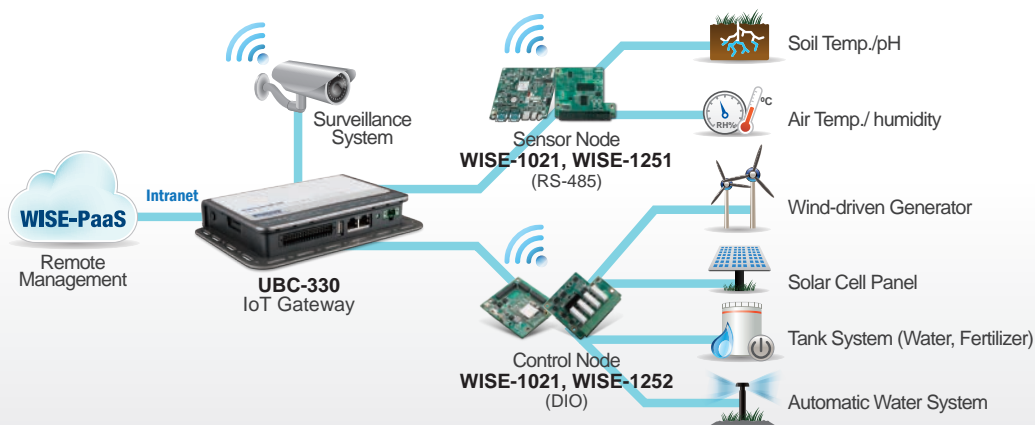 Surveillance
System
WISE-PaaS
Intranet
Remote
Management
UBC-330
IoT Gateway
Sensor Node
WISE-1021, WISE-1251
(RS-485)
Control Node
WISE-1021, WISE-1252
(DIO)
Soil Temp./pH
RH%
ºC
Air Temp./ humidity
Wind-driven Generator
Solar Cell Panel
Tank System (Water, Fertilizer)
Automatic Water System